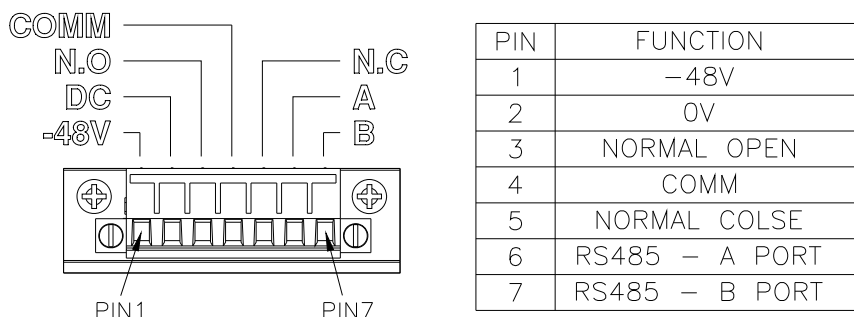 COMM
N.O
DC
-48V
N.C
A
B
PIN1
PIN7
PIN FUNCTION
1 -48V
2 0V
3 NORMAL OPEN
4 COMM
5 NORMAL COLSE
6 RS485 - A PORT
7 RS485 - B PORT